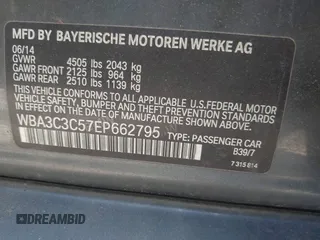 MFD BY BAYERISCHE MOTOREN WERKE AG
06/14
GVWR 4505 lbs 2043 kg
GAWR FRONT 2125 lbs 964 kg
GAWR REAR 2510 lbs 1139 kg
THIS VEHICLE CONFORMS TO ALL APPLICABLE U.S. FEDERAL
MOTOR VEHICLE SAFETY, BUMPER AND THEFT PREVENTION
STANDARDS IN EFFECT ON THE DATE OF MANUFACTURE SHOWN ABOVE
WBA3C3C57EP662795 TYPE: PASSENGER CAR
B39/7
7 315 614
DREAMBID